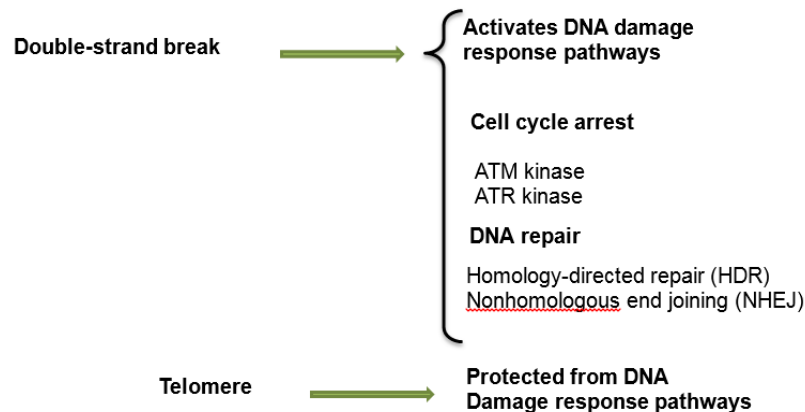 Double-strand break
Activates DNA damage
response pathways
Cell cycle arrest
ATM kinase
ATR kinase
DNA repair
Homology-directed repair (HDR)
Nonhomologous end joining (NHEJ)
Telomere
Protected from DNA
Damage response pathways